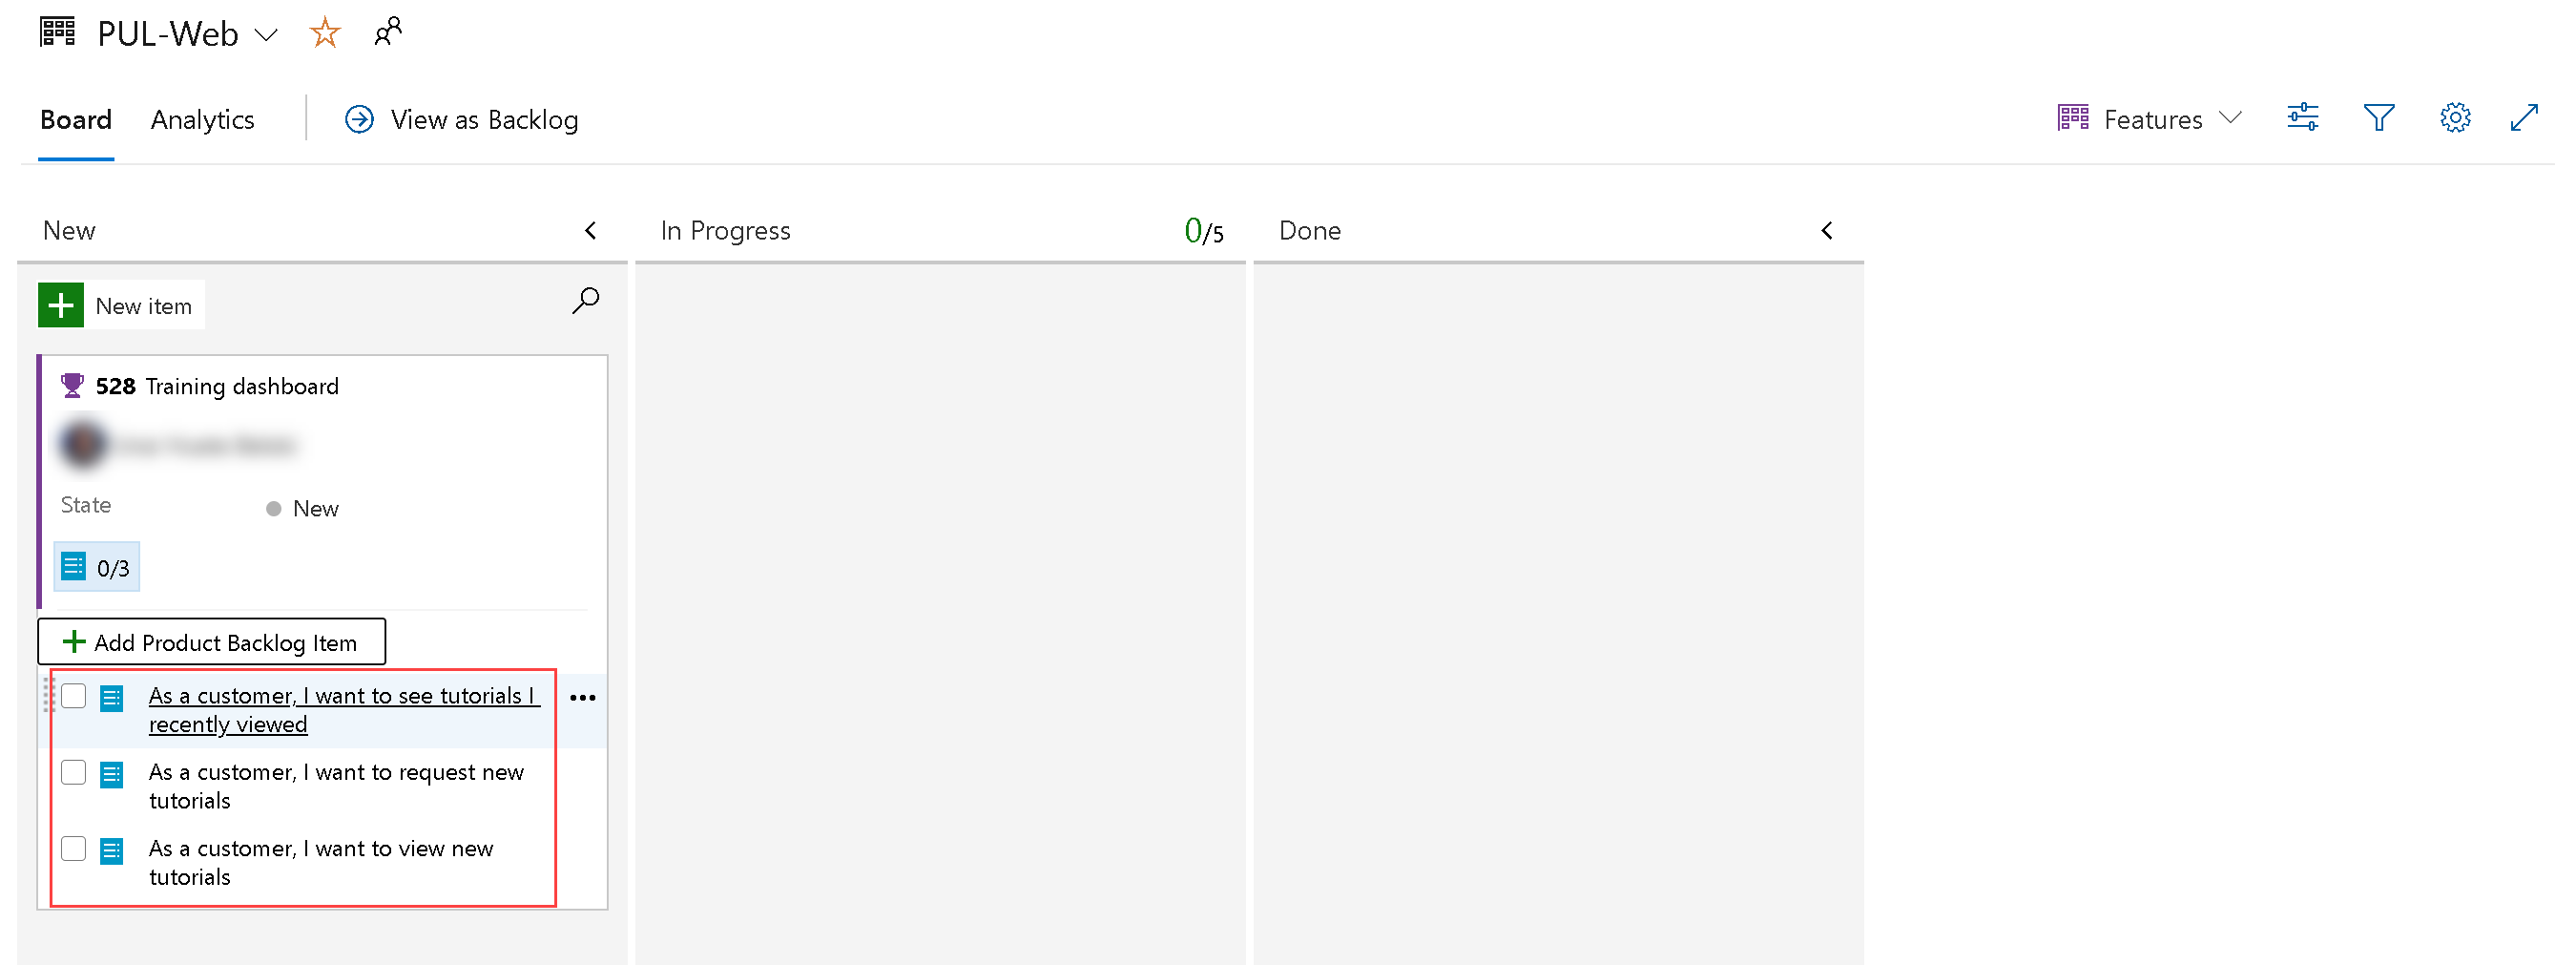 PUL-Web
Board Analytics View as Backlog Features
New In Progress 0/5 Done
New item
528 Training dashboard
State New
0/3
Add Product Backlog Item
As a customer, I want to see tutorials I
recently viewed
As a customer, I want to request new
tutorials
As a customer, I want to view new
tutorials